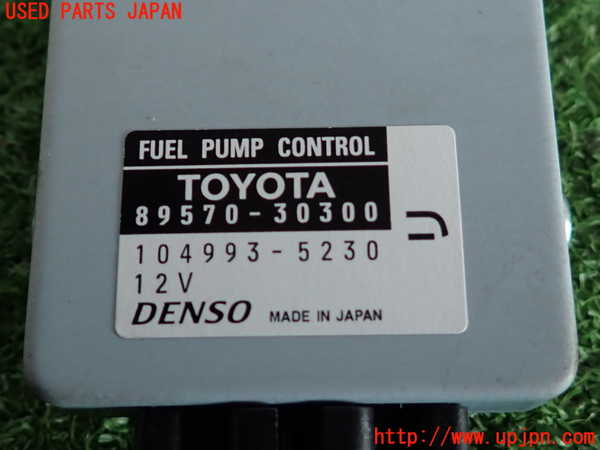 USED PARTS JAPAN
FUEL PUMP CONTROL
TOYOTA
89570-30300
104993-5230
12V
DENSO MADE IN JAPAN
http://www.upjpn.com